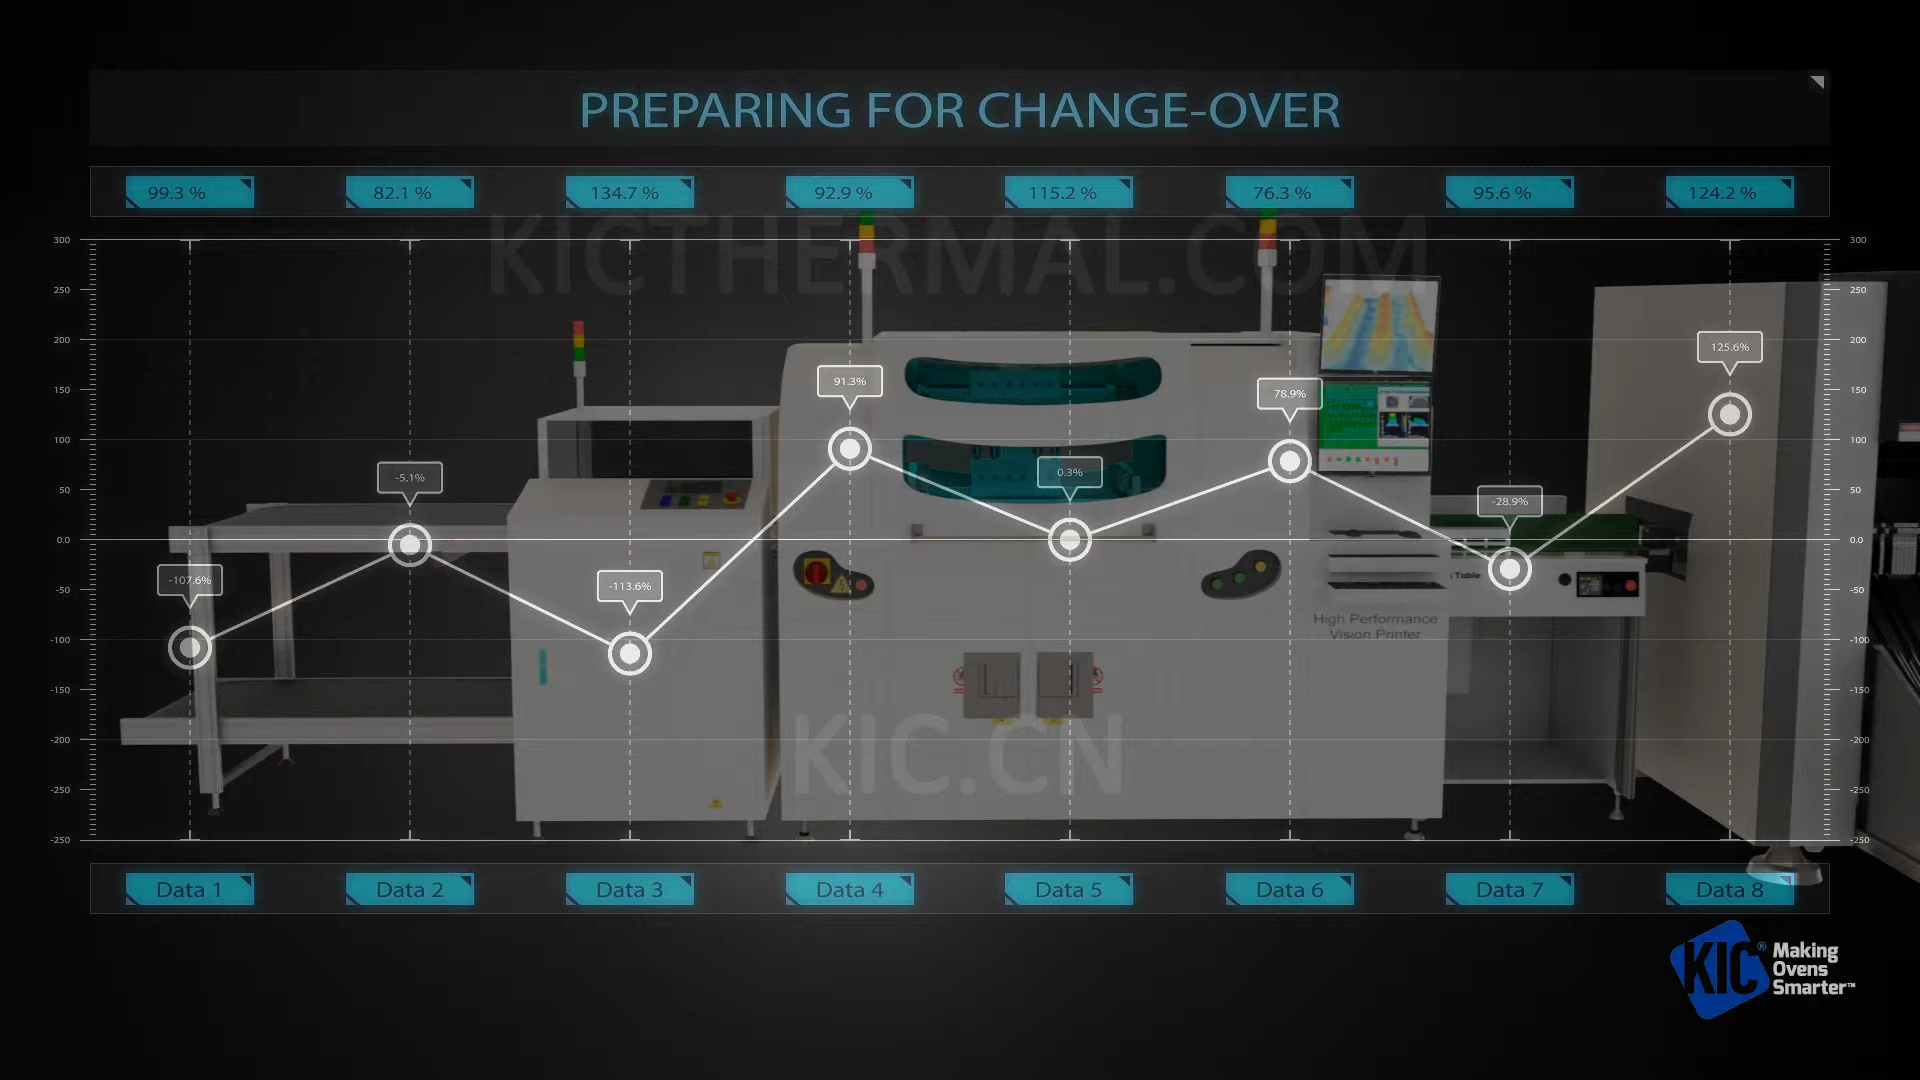 PREPARING FOR CHANGE-OVER
99.3 % 82.1 % 134.7 % 92.9 % 115.2 % 76.3 % 95.6 % 124.2 %
KICTHERMAL.COM
300 300
250 250
200 200
125.6%
150 150
91.3%
78.9%
100 100
-5.1%
0.3%
50 50
-28.9%
0.0 0.0
-107.6%
-113.6%
Table
-50 -50
High Performance
Vision Printer
-100 -100
-150 -150
-200 -200
KIC.CN
-250 -250
-250 -250
Data 1 Data 2 Data 3 Data 4 Data 5 Data 6 Data 7 Data 8
KIC®
Making
Ovens
Smarter™